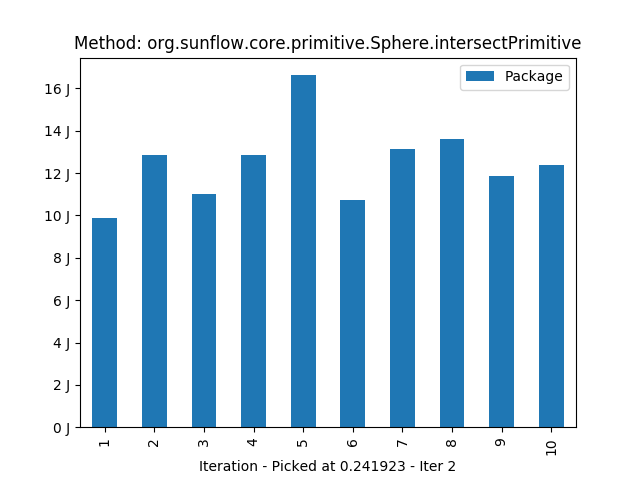 Method: org.sunflow.core.primitive.Sphere.intersectPrimitive
Package
16 J
14 J
12 J
10 J
8 J
6 J
4 J
2 J
0 J
1 2 3 4 5 6 7 8 9 10
Iteration - Picked at 0.241923 - Iter 2